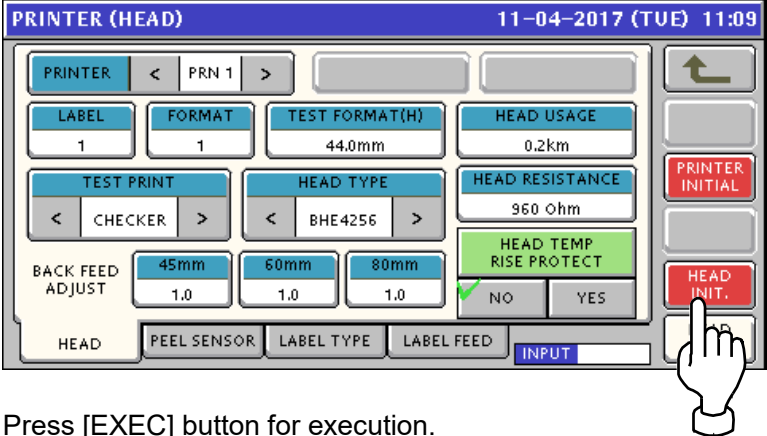 PRINTER (HEAD) 11-04-2017 (TUE) 11:09
PRINTER < PRN 1 >
LABEL FORMAT TEST FORMAT(H) HEAD USAGE
1 1 44.0mm 0.2km
PRINTER
INITIAL
TEST PRINT HEAD TYPE HEAD RESISTANCE
< CHECKER > < BHE4256 > 960 Ohm
HEAD TEMP
RISE PROTECT
NO YES
BACK FEED
ADJUST
45mm 60mm 80mm
1.0 1.0 1.0
HEAD
INIT.
HEAD PEEL SENSOR LABEL TYPE LABEL FEED INPUT
Press [EXEC] button for execution.